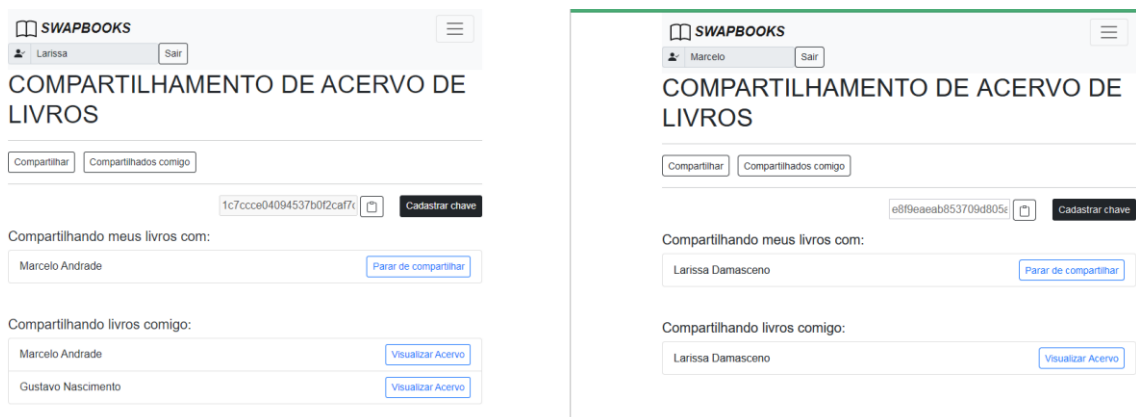 SWAPBOOKS
Larissa
Sair
COMPARTILHAMENTO DE ACERVO DE
LIVROS
Compartilhar
Compartilhados comigo
1c7ccce04094537b0f2caf7c
Cadastrar chave
Compartilhando meus livros com:
Marcelo Andrade
Parar de compartilhar
Compartilhando livros comigo:
Marcelo Andrade
Visualizar Acervo
Gustavo Nascimento
Visualizar Acervo
SWAPBOOKS
Marcelo
Sair
COMPARTILHAMENTO DE ACERVO DE
LIVROS
Compartilhar
Compartilhados comigo
e8f9eaeab853709d805a
Cadastrar chave
Compartilhando meus livros com:
Larissa Damasceno
Parar de compartilhar
Compartilhando livros comigo:
Larissa Damasceno
Visualizar Acervo